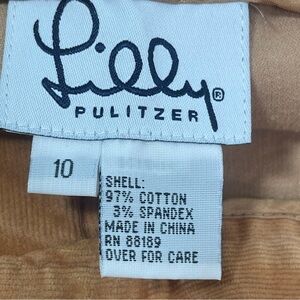 Lilly®
PULITZER
10
SHELL:
97% COTTON
3% SPANDEX
MADE IN CHINA
RN 88189
OVER FOR CARE